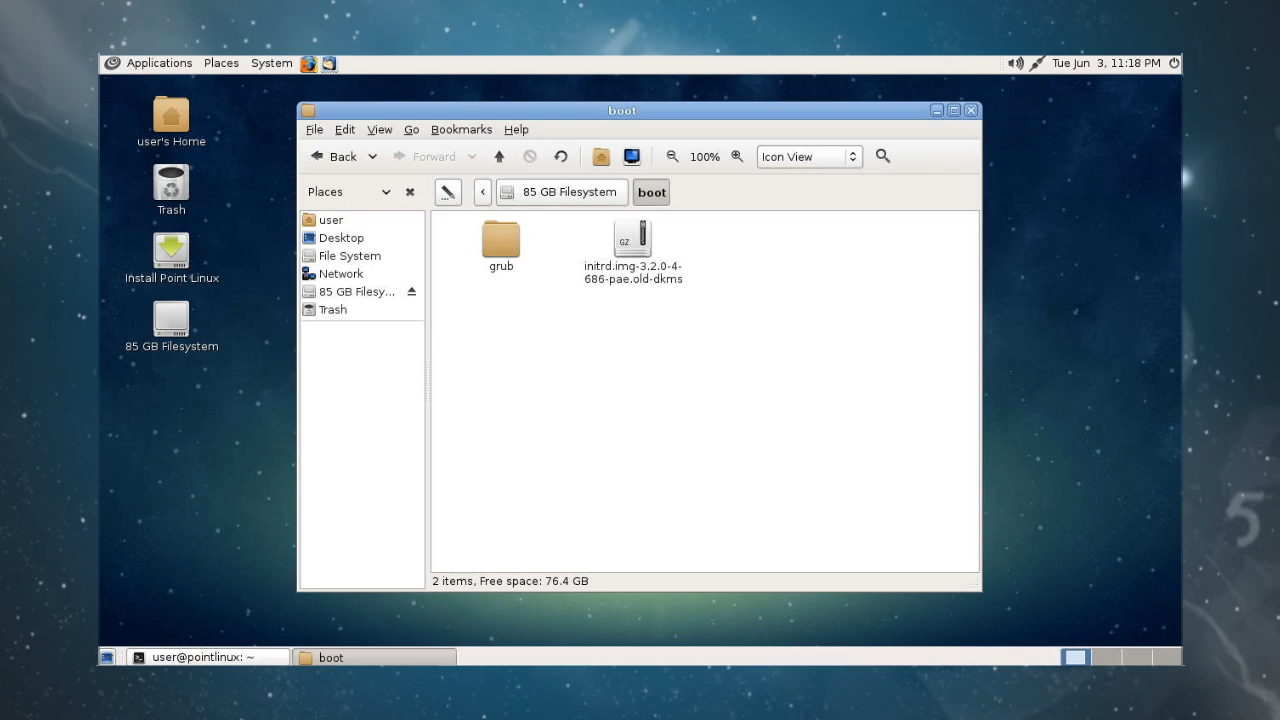 Applications Places System
Tue Jun 3, 11:18 PM
user's Home
Trash
Install Point Linux
85 GB Filesystem
boot
File Edit View Go Bookmarks Help
Back Forward 100% Icon View
Places 85 GB Filesystem boot
user
Desktop
File System
Network
85 GB Filesy...
Trash
grub
GZ
initrd.img-3.2.0-4-
686-pae.old-dkms
2 items, Free space: 76.4 GB
user@pointlinux: ~
boot
5